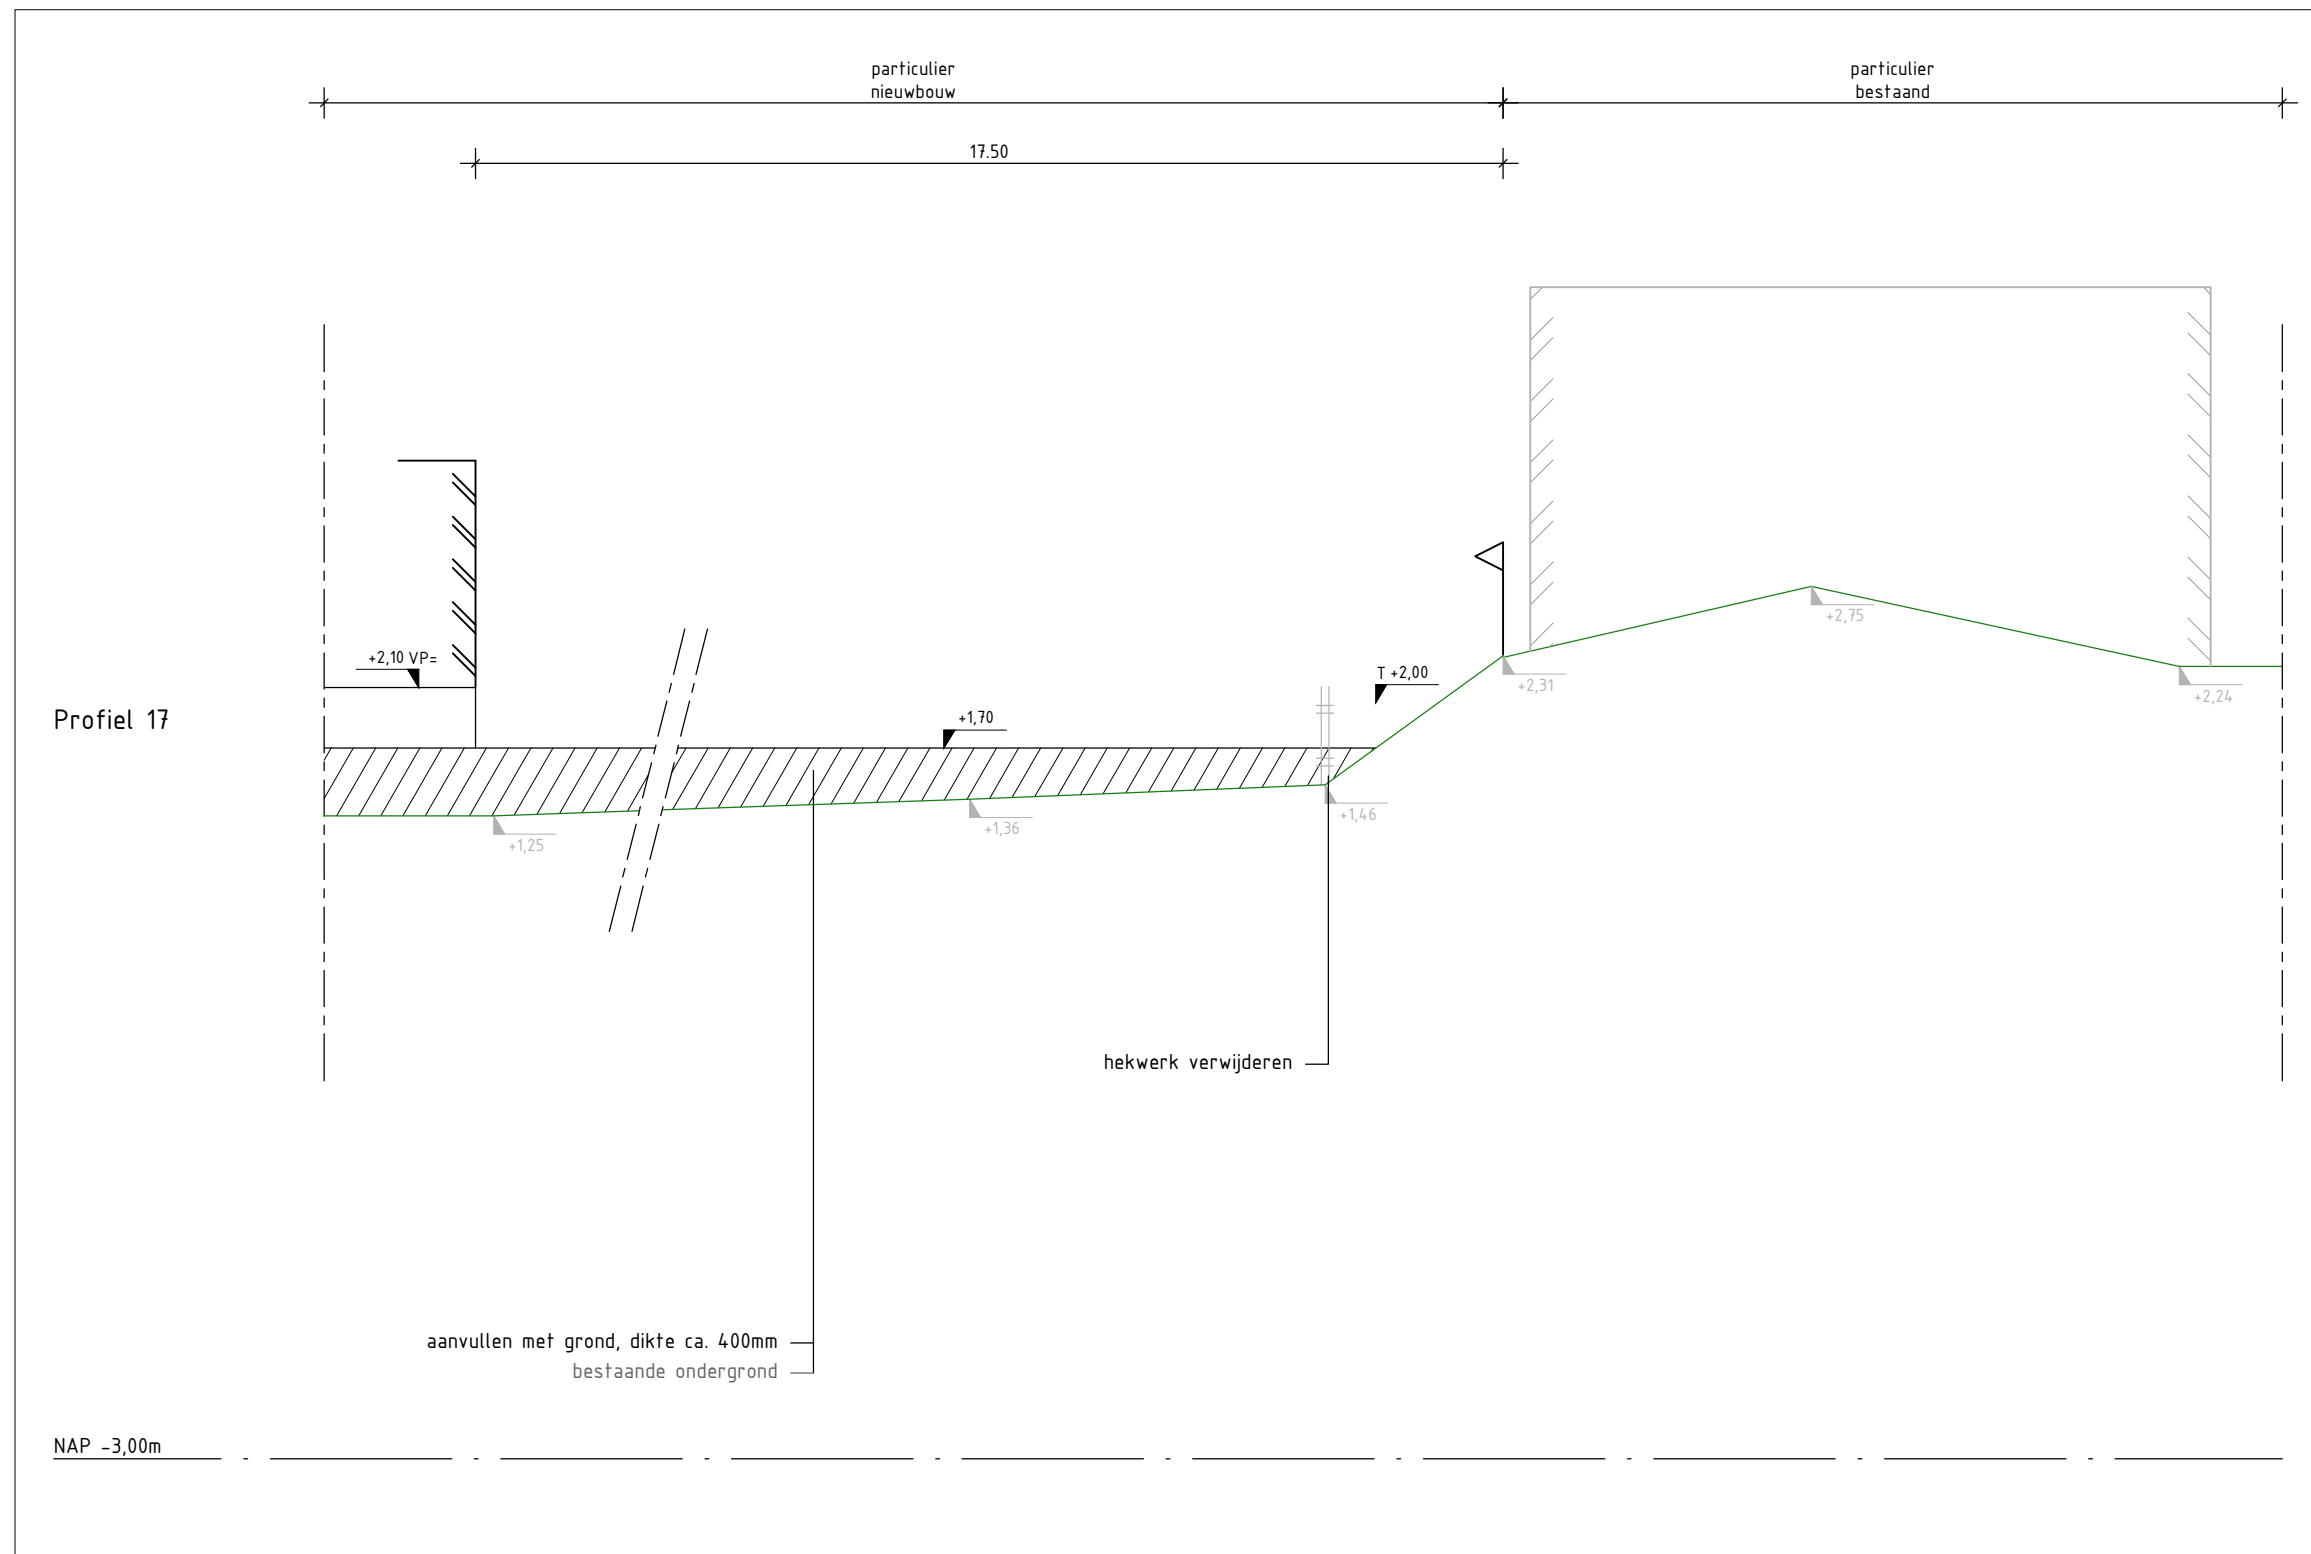 particulier
nieuwbouw
particulier
bestaand
17.50
+2,75
+2,10 VP=
T +2,00
+2,31
+2,24
Profiel 17
+1,70
+1,46
+1,36
+1,25
hekwerk verwijderen
aanvullen met grond, dikte ca. 400mm
bestaande ondergrond
NAP -3,00m